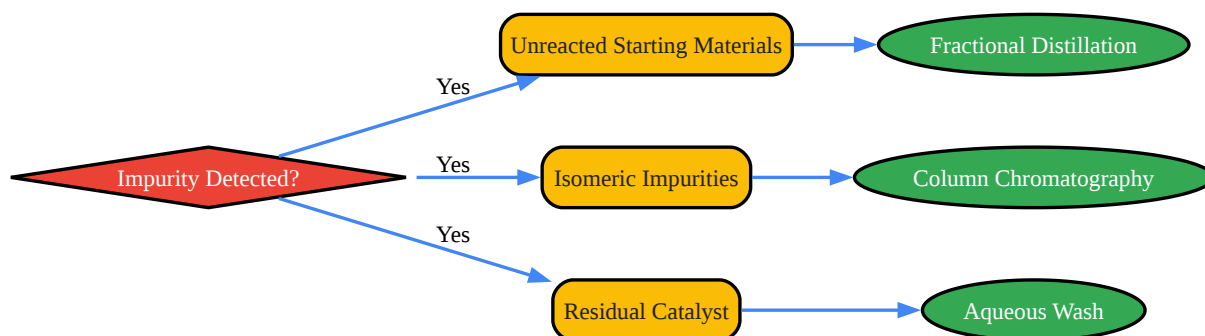 Unreacted Starting Materials
Fractional Distillation
Yes
Impurity Detected?
Yes
Isomeric Impurities
Column Chromatography
Yes
Residual Catalyst
Aqueous Wash